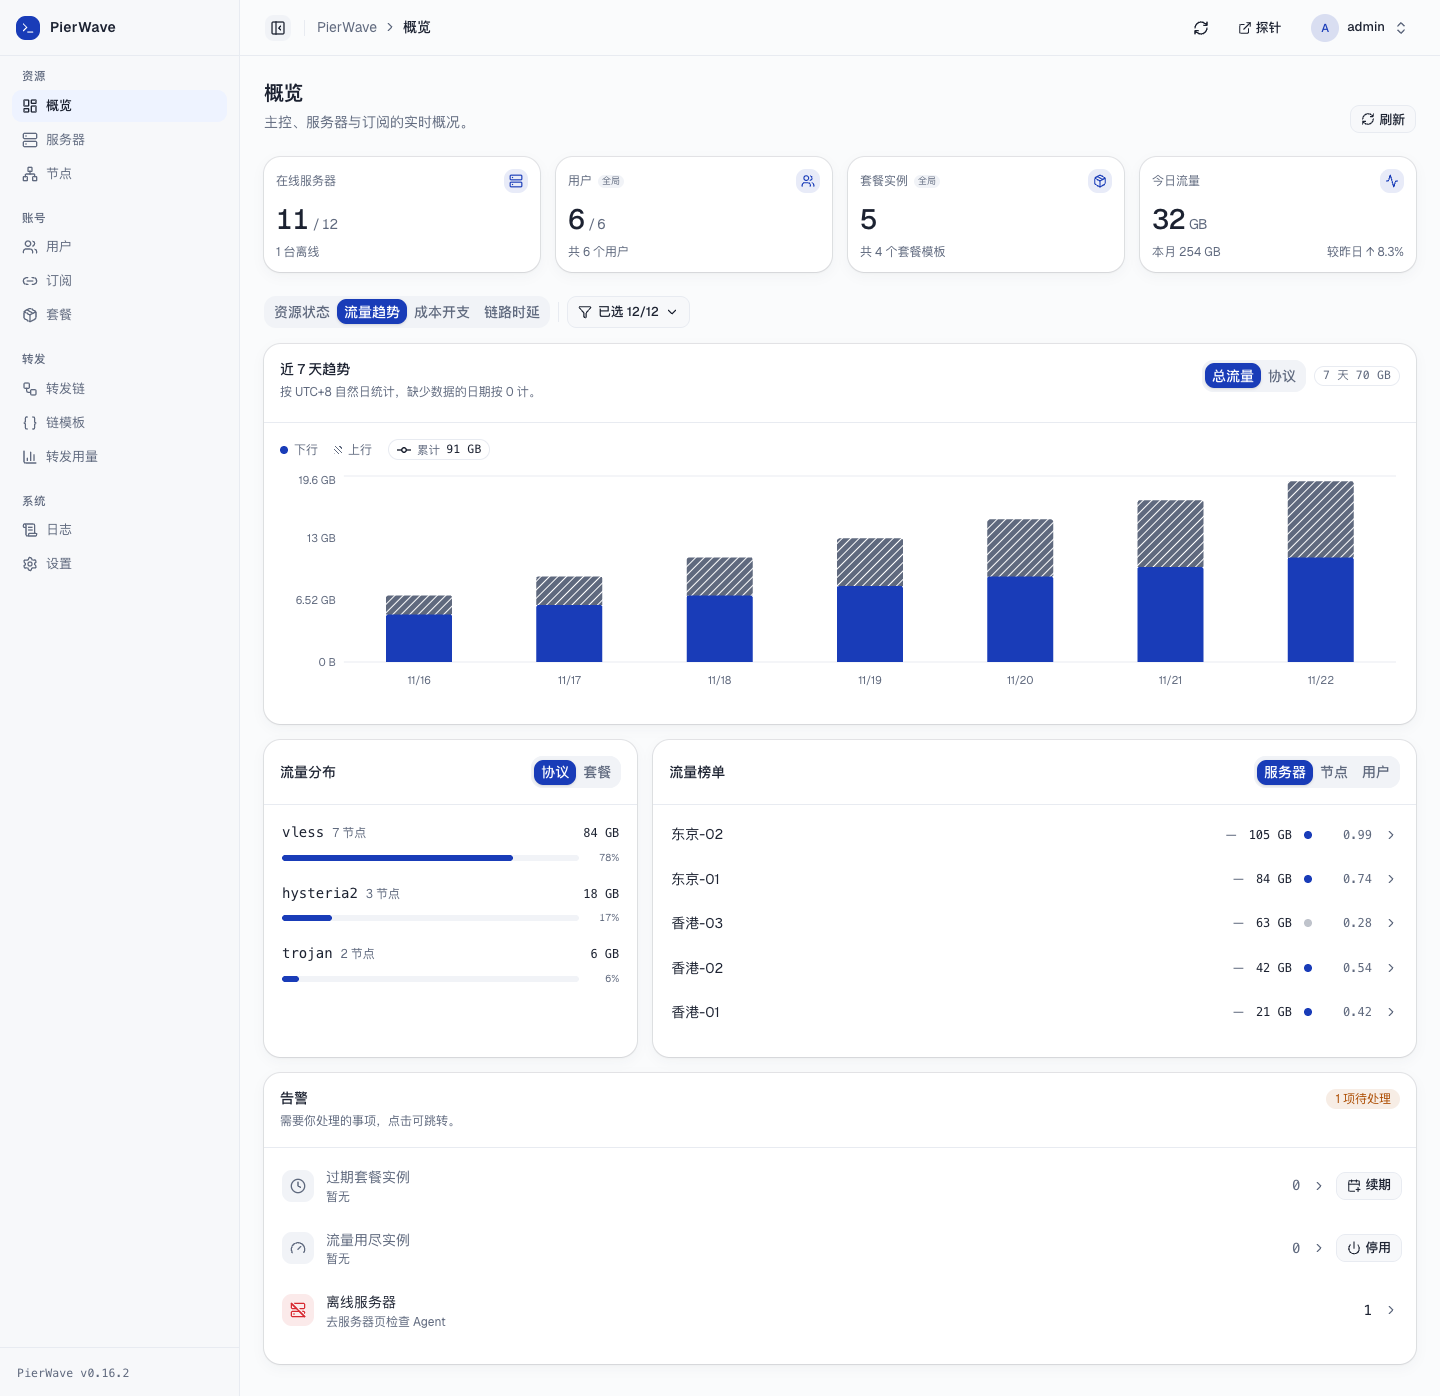 PierWave
资源
概览
服务器
节点
账号
用户
订阅
套餐
转发
转发链
链模板
转发用量
系统
日志
设置
PierWave v0.16.2
PierWave > 概览
探针
A admin
概览
主控、服务器与订阅的实时概况。
刷新
在线服务器
11 / 12
1 台离线
用户 全局
6 / 6
共 6 个用户
套餐实例 全局
5
共 4 个套餐模板
今日流量
32 GB
本月 254 GB 较昨日 ↑ 8.3%
资源状态 流量趋势 成本开支 链路时延 已选 12/12
近 7 天趋势
按 UTC+8 自然日统计，缺少数据的日期按 0 计。
总流量 协议 7 天 70 GB
下行 上行 累计 91 GB
19.6 GB
13 GB
6.52 GB
0 B
11/16 11/17 11/18 11/19 11/20 11/21 11/22
流量分布 协议 套餐
vless 7 节点 84 GB
78%
hysteria2 3 节点 18 GB
17%
trojan 2 节点 6 GB
6%
流量榜单 服务器 节点 用户
东京-02 — 105 GB 0.99
东京-01 — 84 GB 0.74
香港-03 — 63 GB 0.28
香港-02 — 42 GB 0.54
香港-01 — 21 GB 0.42
告警
需要你处理的事项，点击可跳转。
1 项待处理
过期套餐实例
暂无
0 续期
流量用尽实例
暂无
0 停用
离线服务器
去服务器页检查 Agent
1